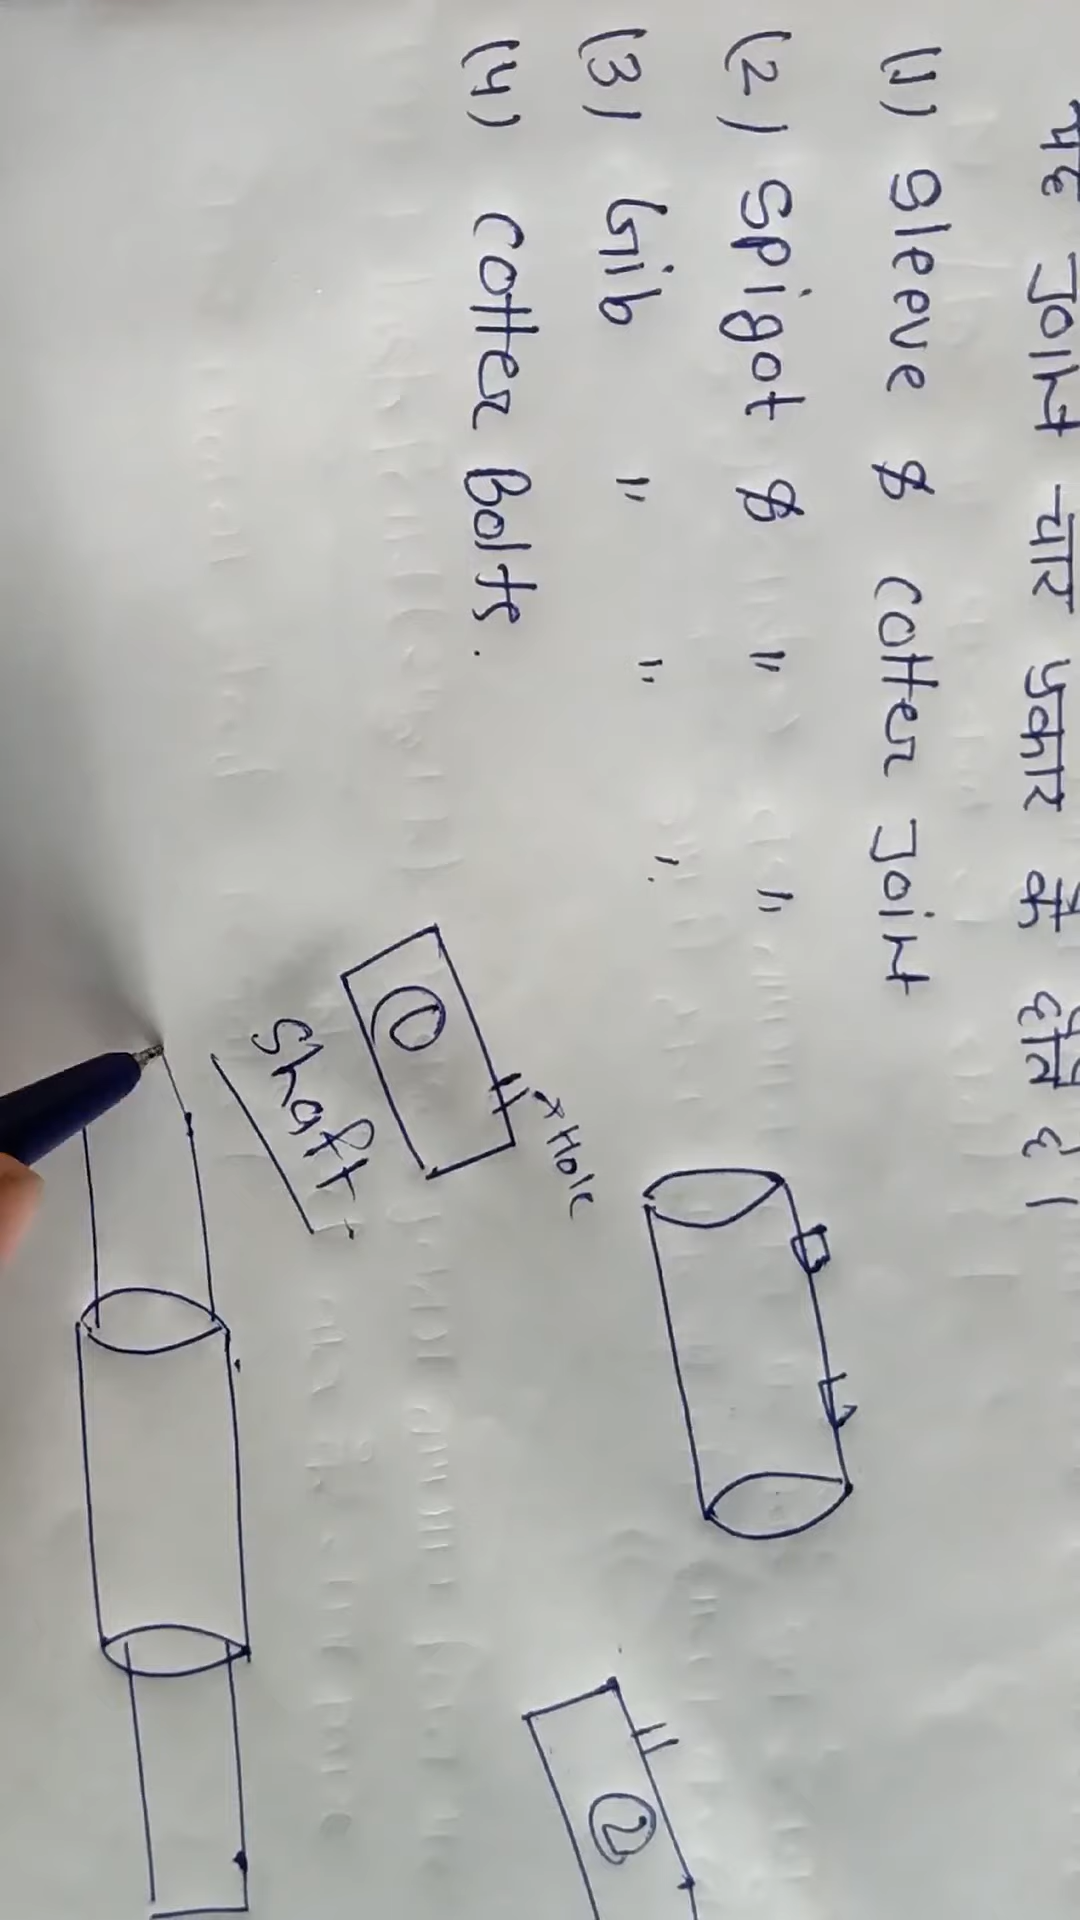 यह Joint चार प्रकार के होते हैं।
(1) Sleeve & Cotter Joint
(2) Spigot & " "
(3) Gib " " "
(4) Cotter Bolts.
①
Hole
Shaft
②